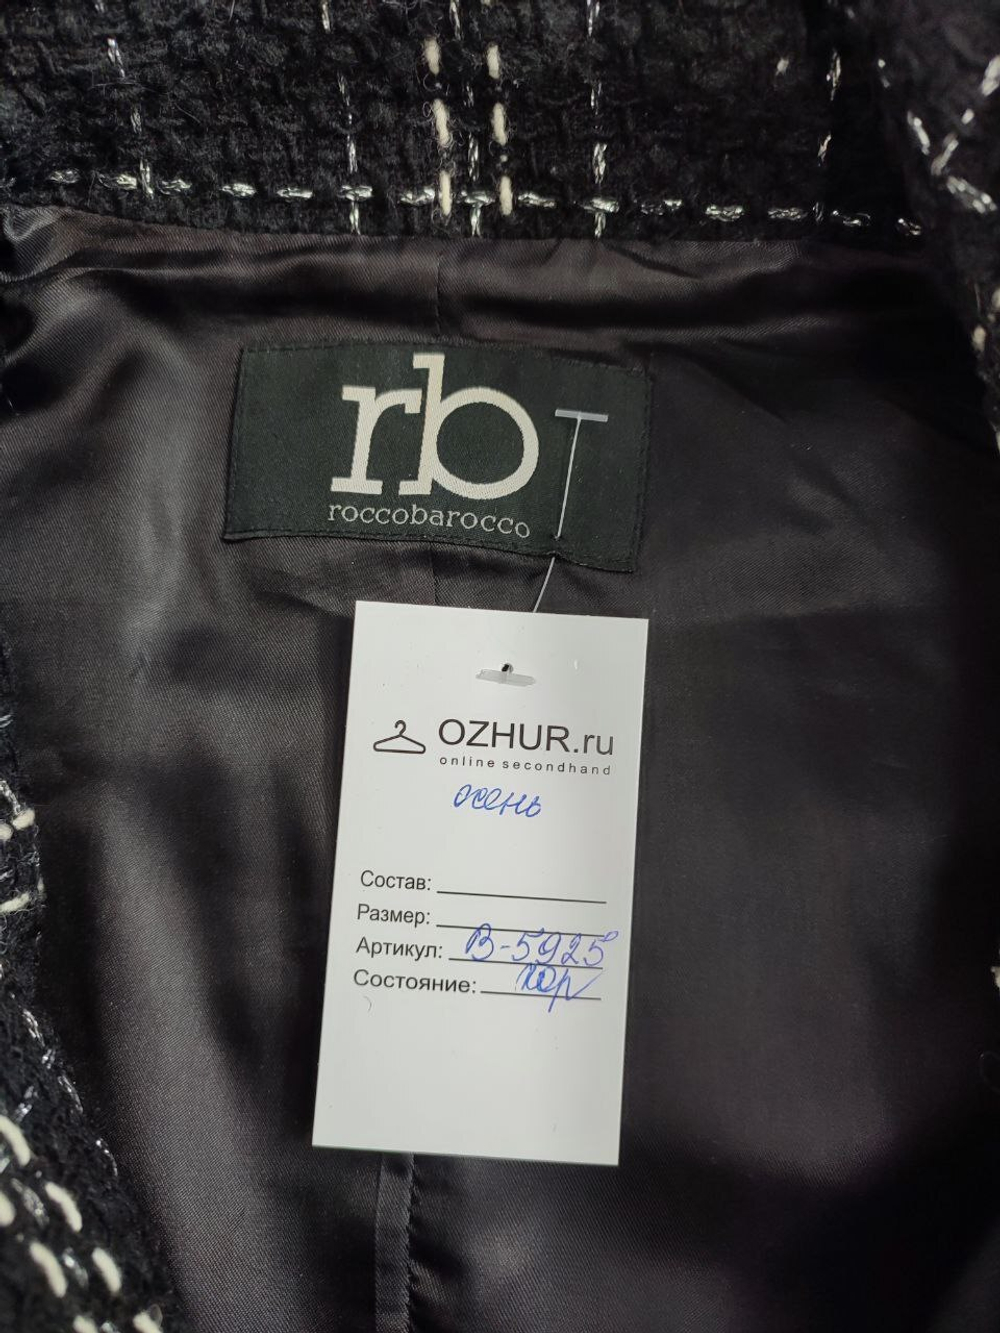 rb
roccobarocco
OZHUR.ru
online secondhand
осень
Состав:
Размер:
Артикул: В-5925
Состояние: хор